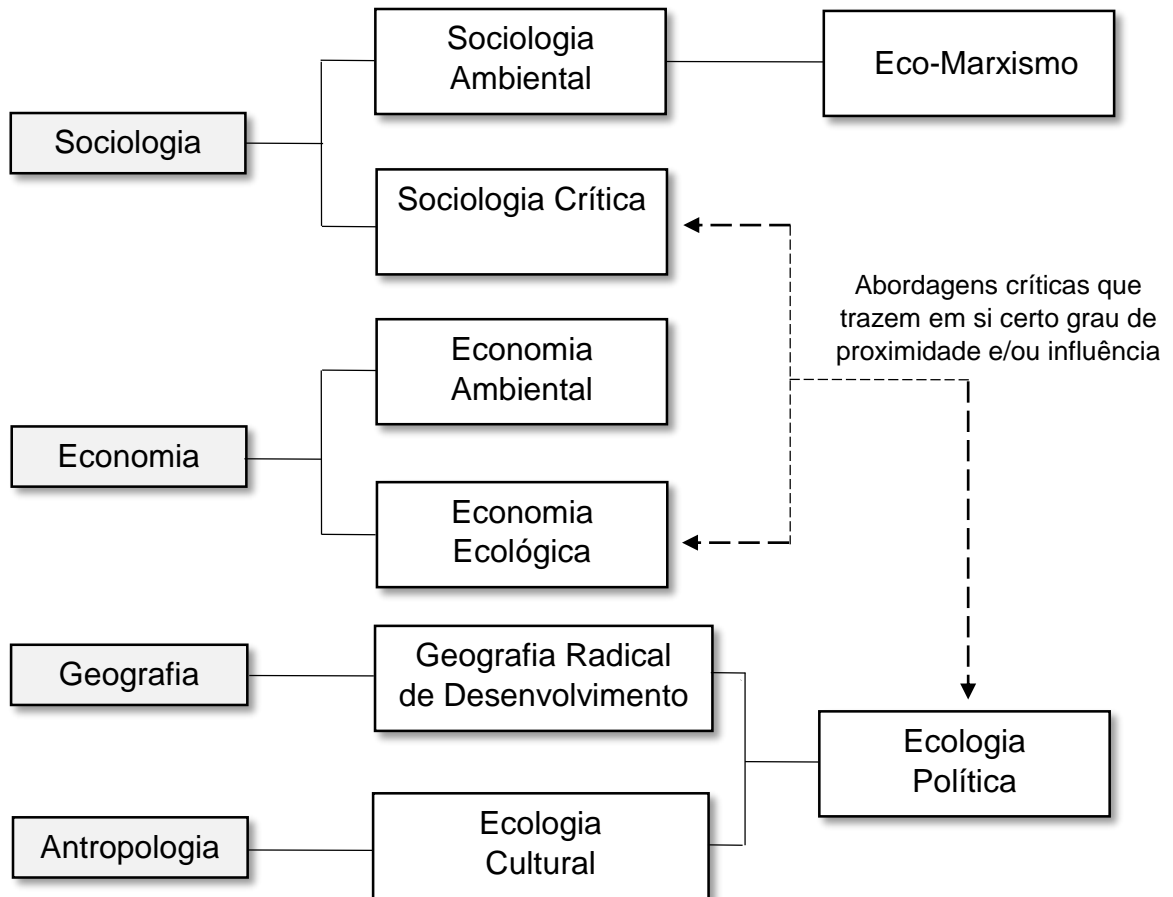 Sociologia
Ambiental
Eco-Marxismo
Sociologia
Sociologia Crítica
Abordagens críticas que
trazem em si certo grau de
proximidade e/ou influência
Economia
Ambiental
Economia
Economia
Ecológica
Geografia
Geografia Radical
de Desenvolvimento
Ecologia
Política
Antropologia
Ecologia
Cultural